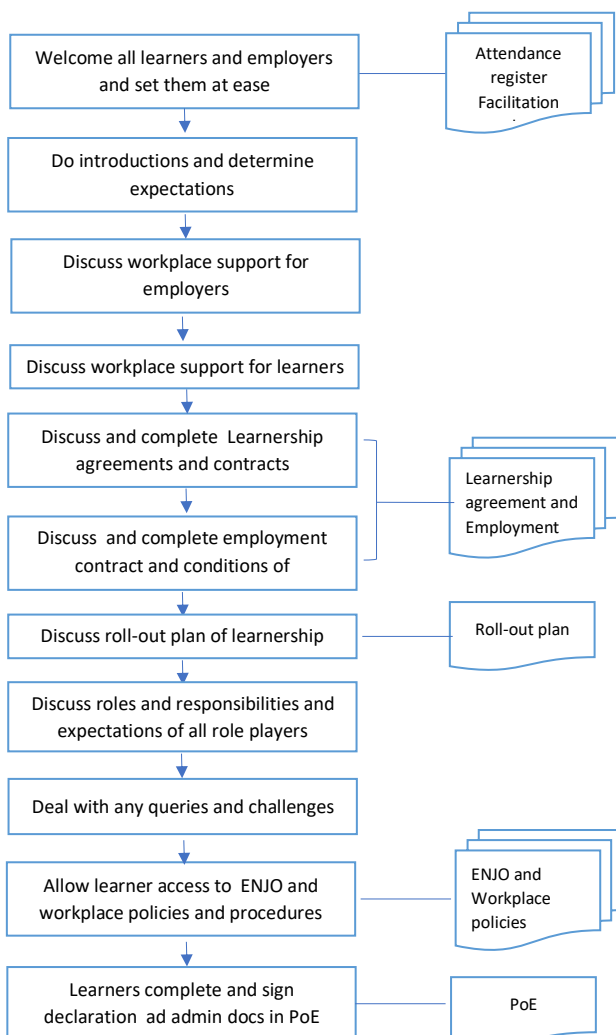 Welcome all learners and employers
and set them at ease
Attendance
register
Facilitation
Do introductions and determine
expectations
Discuss workplace support for
employers
Discuss workplace support for learners
Discuss and complete Learnership
agreements and contracts
Learnership
agreement and
Employment
Discuss and complete employment
contract and conditions of
Discuss roll-out plan of learnership
Roll-out plan
Discuss roles and responsibilities and
expectations of all role players
Deal with any queries and challenges
Allow learner access to ENJO and
workplace policies and procedures
ENJO and
Workplace
policies
Learners complete and sign
declaration ad admin docs in PoE
PoE